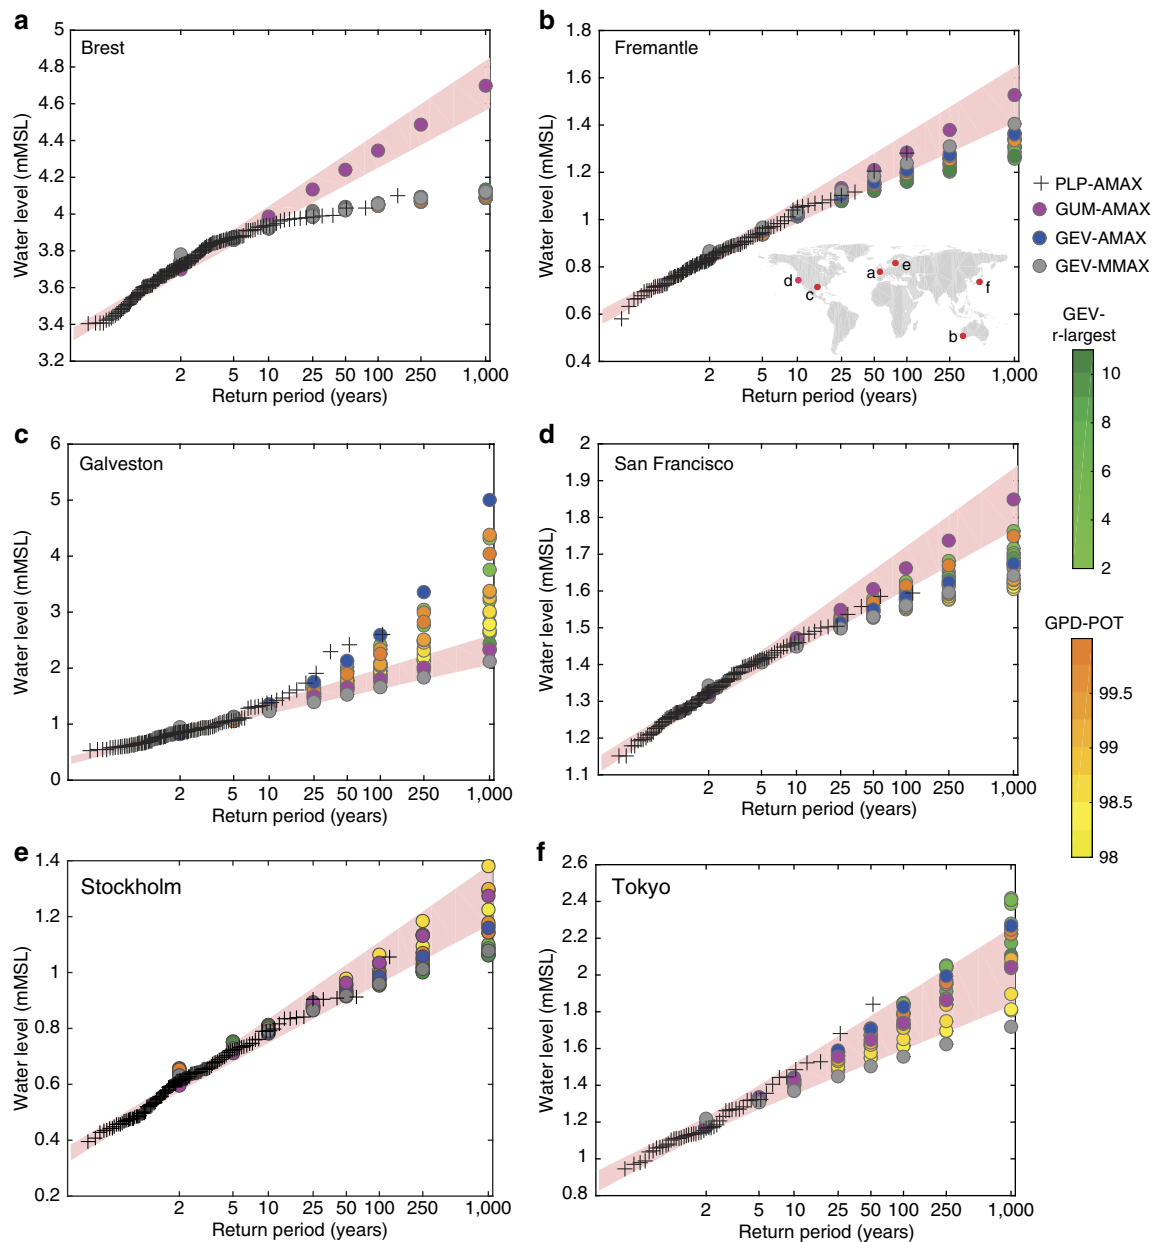 a
Brest
Water level (mMSL)
5
4.8
4.6
4.4
4.2
4
3.8
3.6
3.4
3.2
2 5 10 25 50 100 250 1,000
Return period (years)
b
Fremantle
Water level (mMSL)
1.8
1.6
1.4
1.2
1
0.8
0.6
0.4
a
e
d
c
f
b
2 5 10 25 50 100 250 1,000
Return period (years)
PLP-AMAX
GUM-AMAX
GEV-AMAX
GEV-MMAX
GEV-
r-largest
10
8
6
4
2
GPD-POT
99.5
99
98.5
98
c
Galveston
Water level (mMSL)
6
5
4
3
2
1
0
2 5 10 25 50 100 250 1,000
Return period (years)
d
San Francisco
Water level (mMSL)
2
1.9
1.8
1.7
1.6
1.5
1.4
1.3
1.2
1.1
2 5 10 25 50 100 250 1,000
Return period (years)
e
Stockholm
Water level (mMSL)
1.4
1.2
1
0.8
0.6
0.4
0.2
2 5 10 25 50 100 250 1,000
Return period (years)
f
Tokyo
Water level (mMSL)
2.6
2.4
2.2
2
1.8
1.6
1.4
1.2
1
0.8
2 5 10 25 50 100 250 1,000
Return period (years)